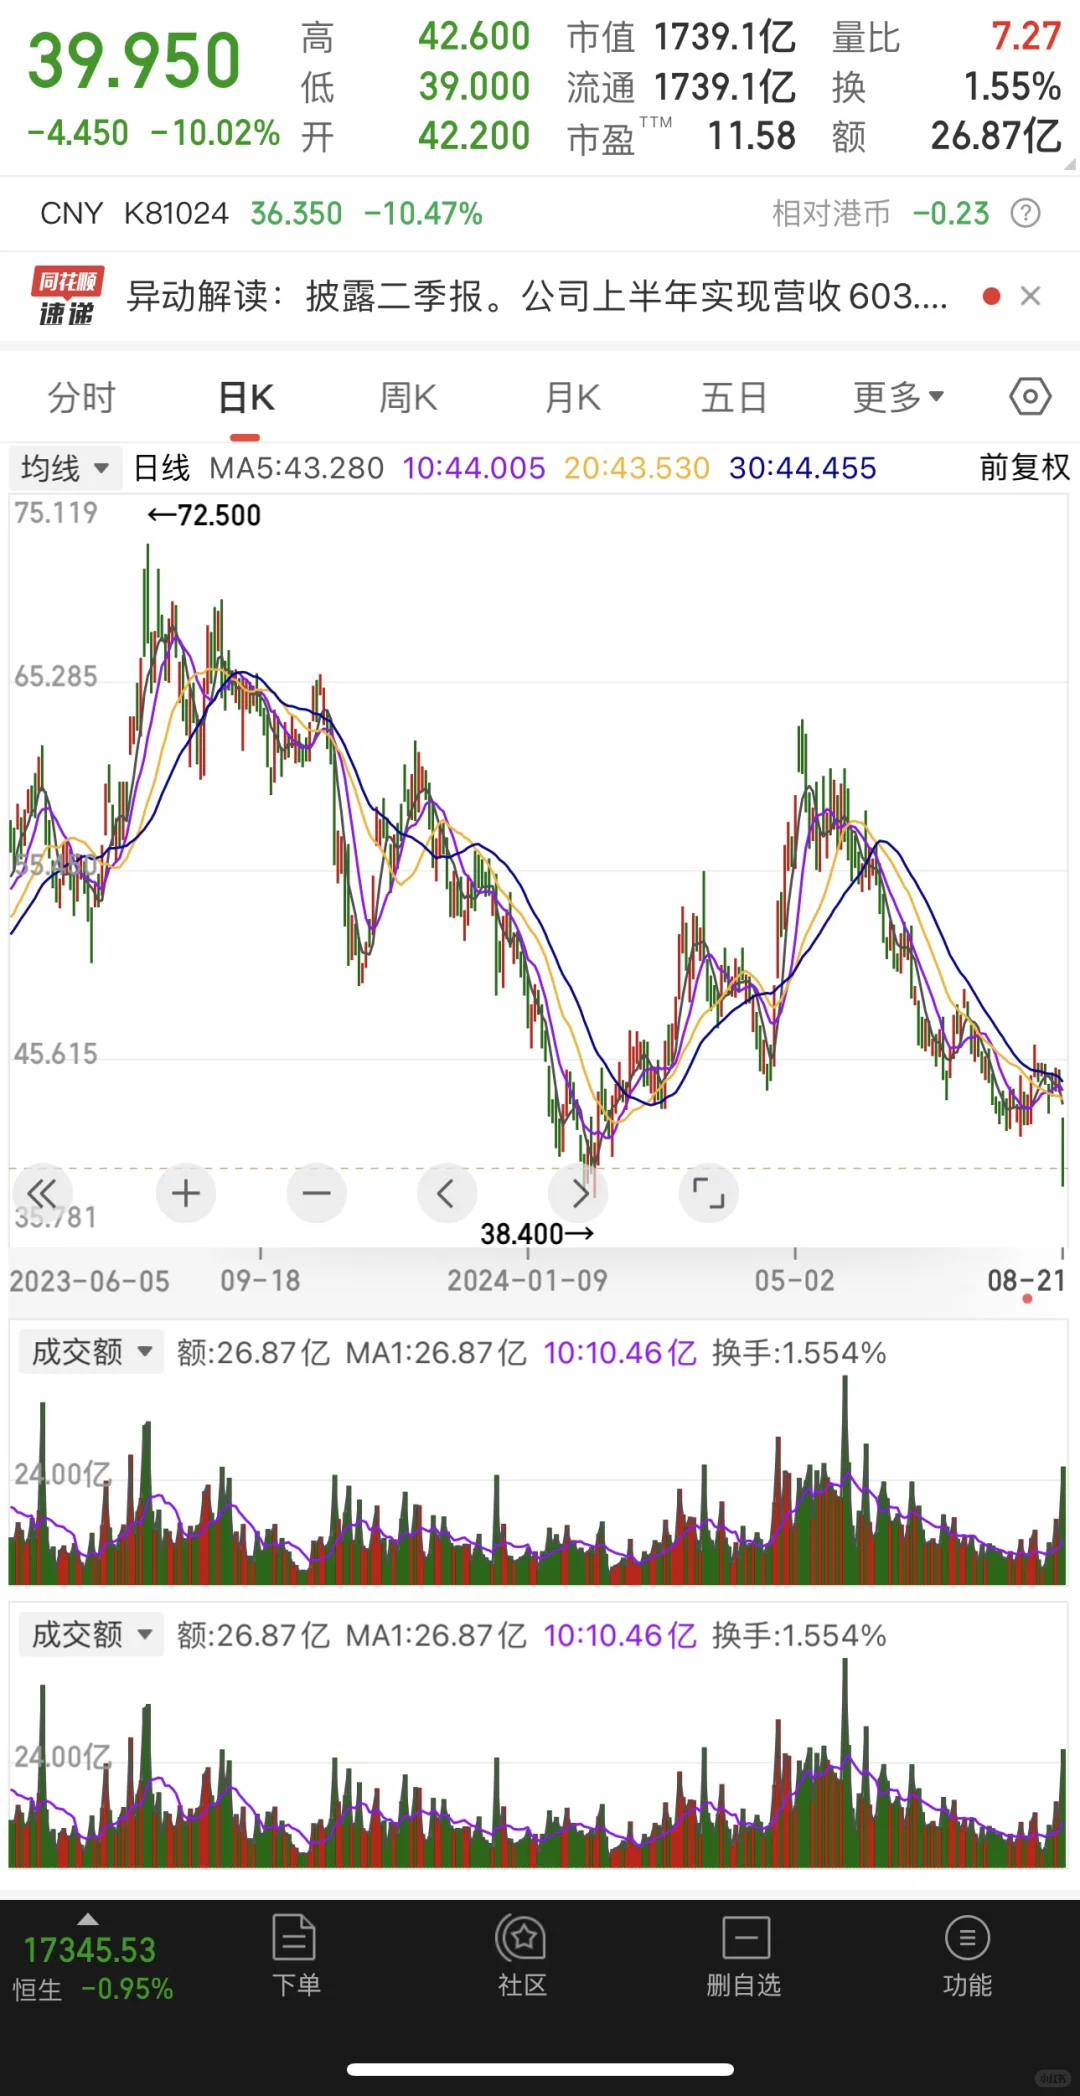 39.950
-4.450 -10.02%
高 42.600 市值 1739.1亿 量比 7.27
低 39.000 流通 1739.1亿 换 1.55%
开 42.200 市盈TTM 11.58 额 26.87亿
CNY K81024 36.350 -10.47% 相对港币 -0.23 ?
同花顺
速递
异动解读：披露二季报。公司上半年实现营收603....
分时 日K 周K 月K 五日 更多
均线 日线 MA5:43.280 10:44.005 20:43.530 30:44.455 前复权
75.119
←72.500
65.285
45.615
35.781
38.400→
2023-06-05 09-18 2024-01-09 05-02 08-21
成交额 额:26.87亿 MA1:26.87亿 10:10.46亿 换手:1.554%
24.00亿
成交额 额:26.87亿 MA1:26.87亿 10:10.46亿 换手:1.554%
24.00亿
17345.53
恒生 -0.95%
下单 社区 删自选 功能
小红书